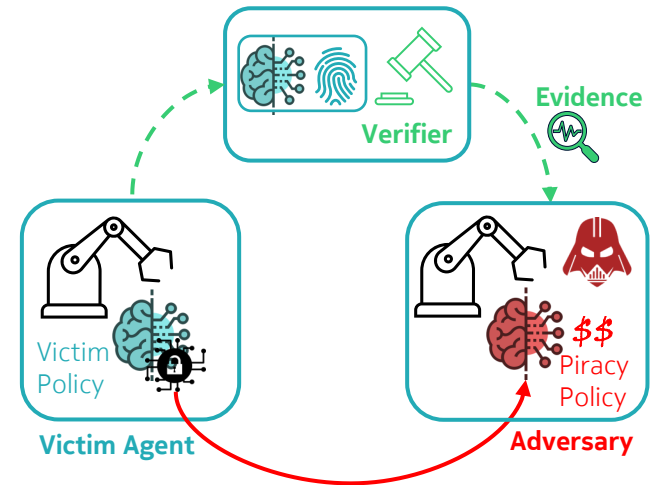 Verifier
Evidence
Victim
Policy
Victim Agent
$$
Piracy
Policy
Adversary